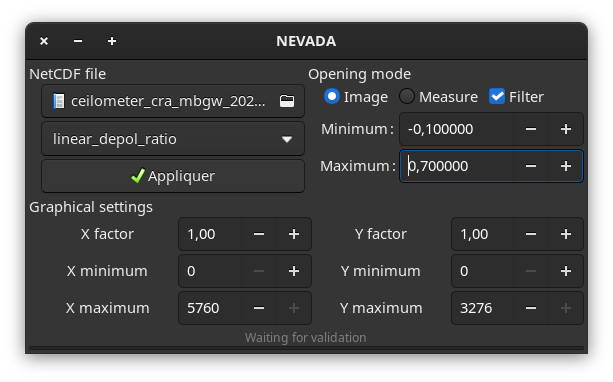 NEVADA
NetCDF file
Opening mode
ceilometer_cra_mbgw_202...
Image Measure Filter
linear_depol_ratio
Minimum : -0,100000
Maximum : 0,700000
Appliquer
Graphical settings
X factor 1,00 Y factor 1,00
X minimum 0 Y minimum 0
X maximum 5760 Y maximum 3276
Waiting for validation